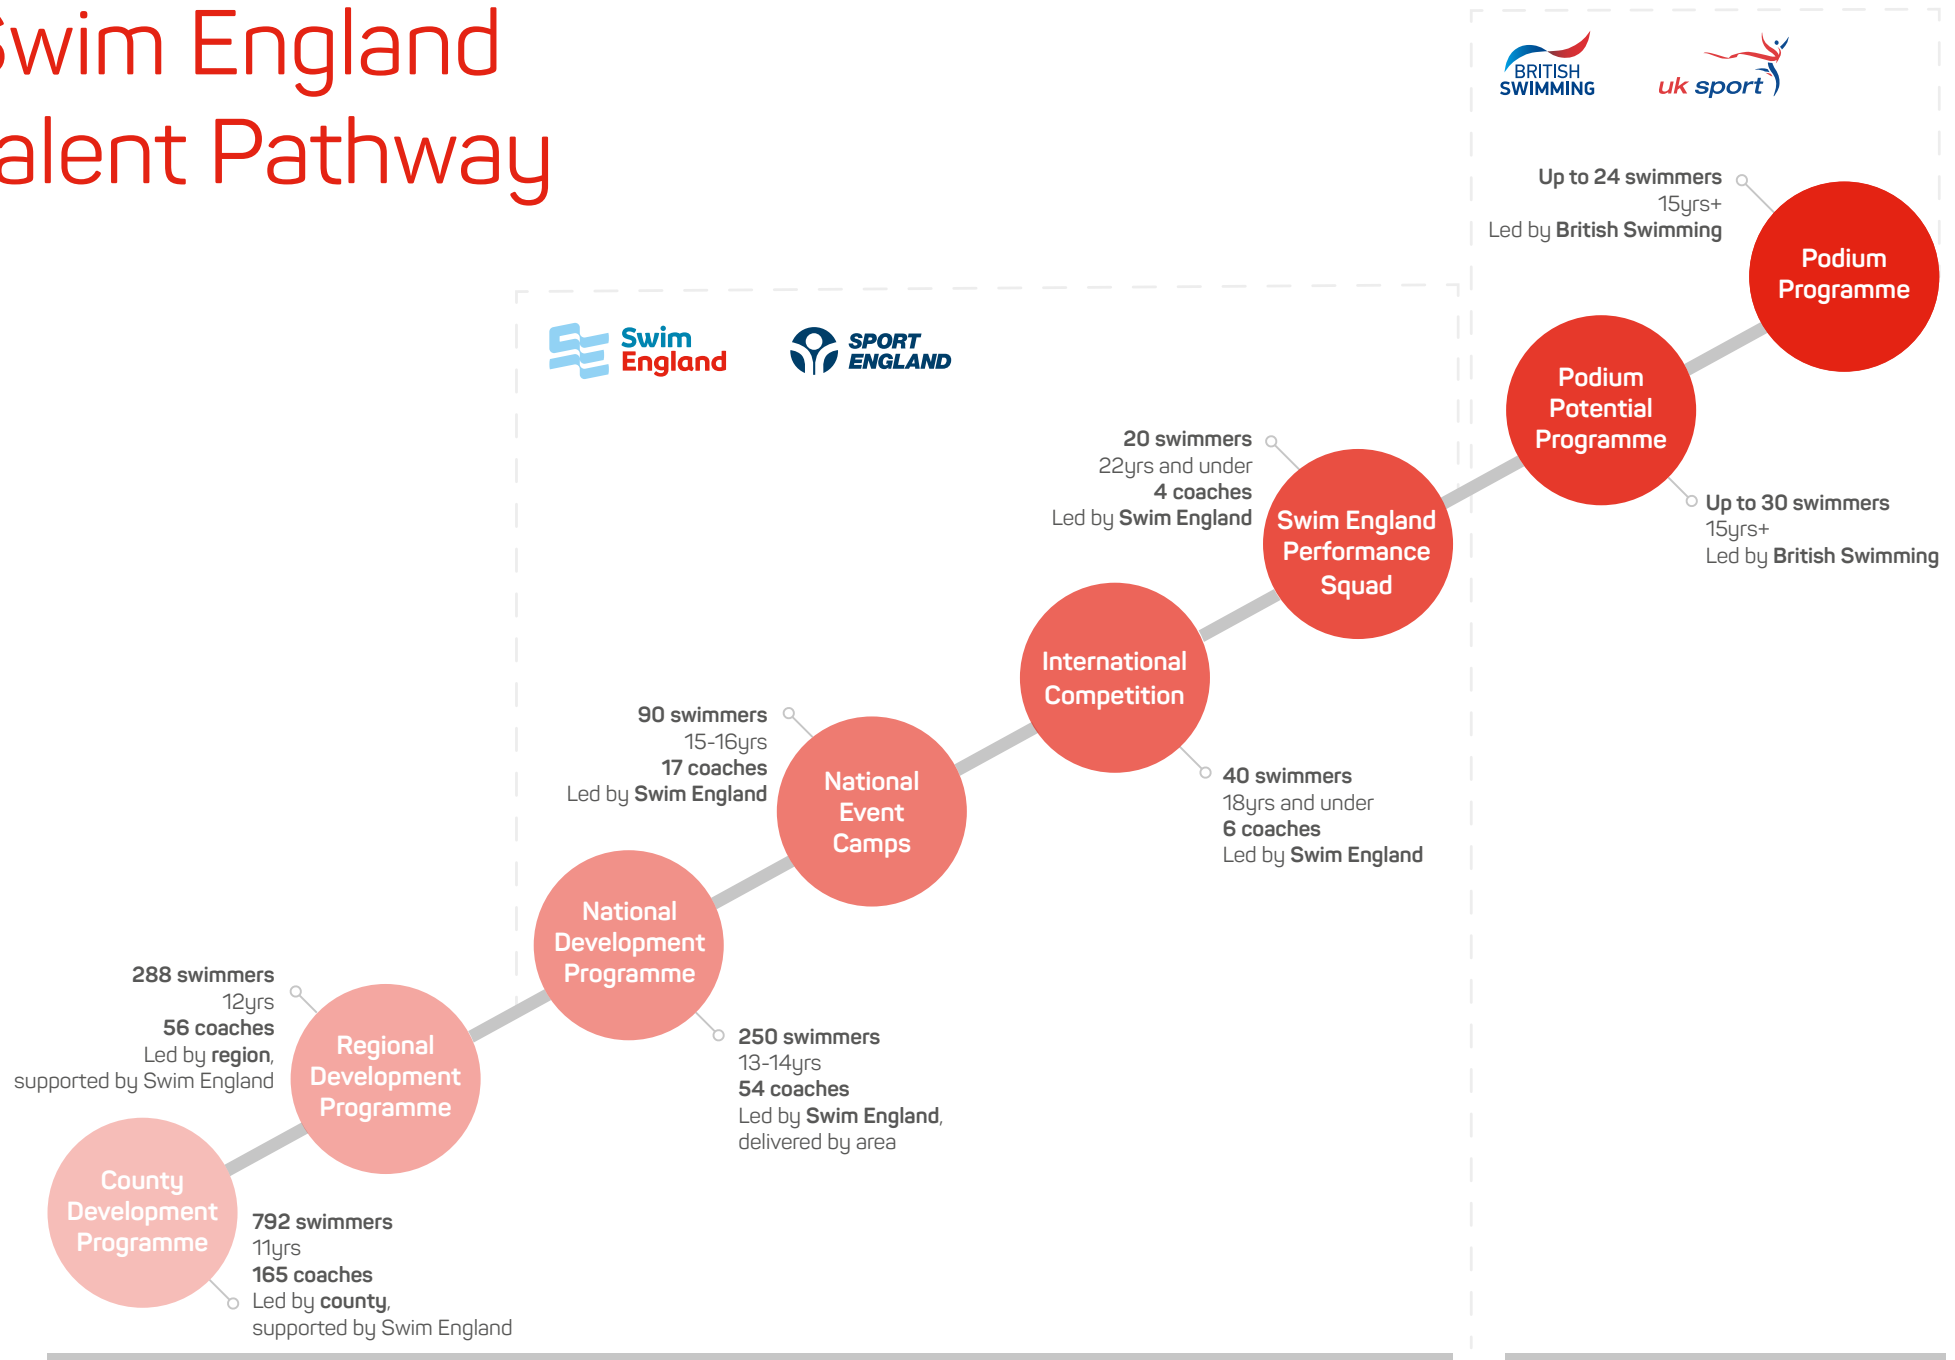 Swim England
alent Pathway
BRITISH
SWIMMING
uk sport
Up to 24 swimmers
15yrs+
Led by British Swimming
Podium
Programme
Swim
England
SPORT
ENGLAND
Podium
Potential
Programme
Up to 30 swimmers
15yrs+
Led by British Swimming
20 swimmers
22yrs and under
4 coaches
Led by Swim England
Swim England
Performance
Squad
International
Competition
40 swimmers
18yrs and under
6 coaches
Led by Swim England
90 swimmers
15-16yrs
17 coaches
Led by Swim England
National
Event
Camps
National
Development
Programme
250 swimmers
13-14yrs
54 coaches
Led by Swim England,
delivered by area
288 swimmers
12yrs
56 coaches
Led by region,
supported by Swim England
Regional
Development
Programme
County
Development
Programme
792 swimmers
11yrs
165 coaches
Led by county,
supported by Swim England